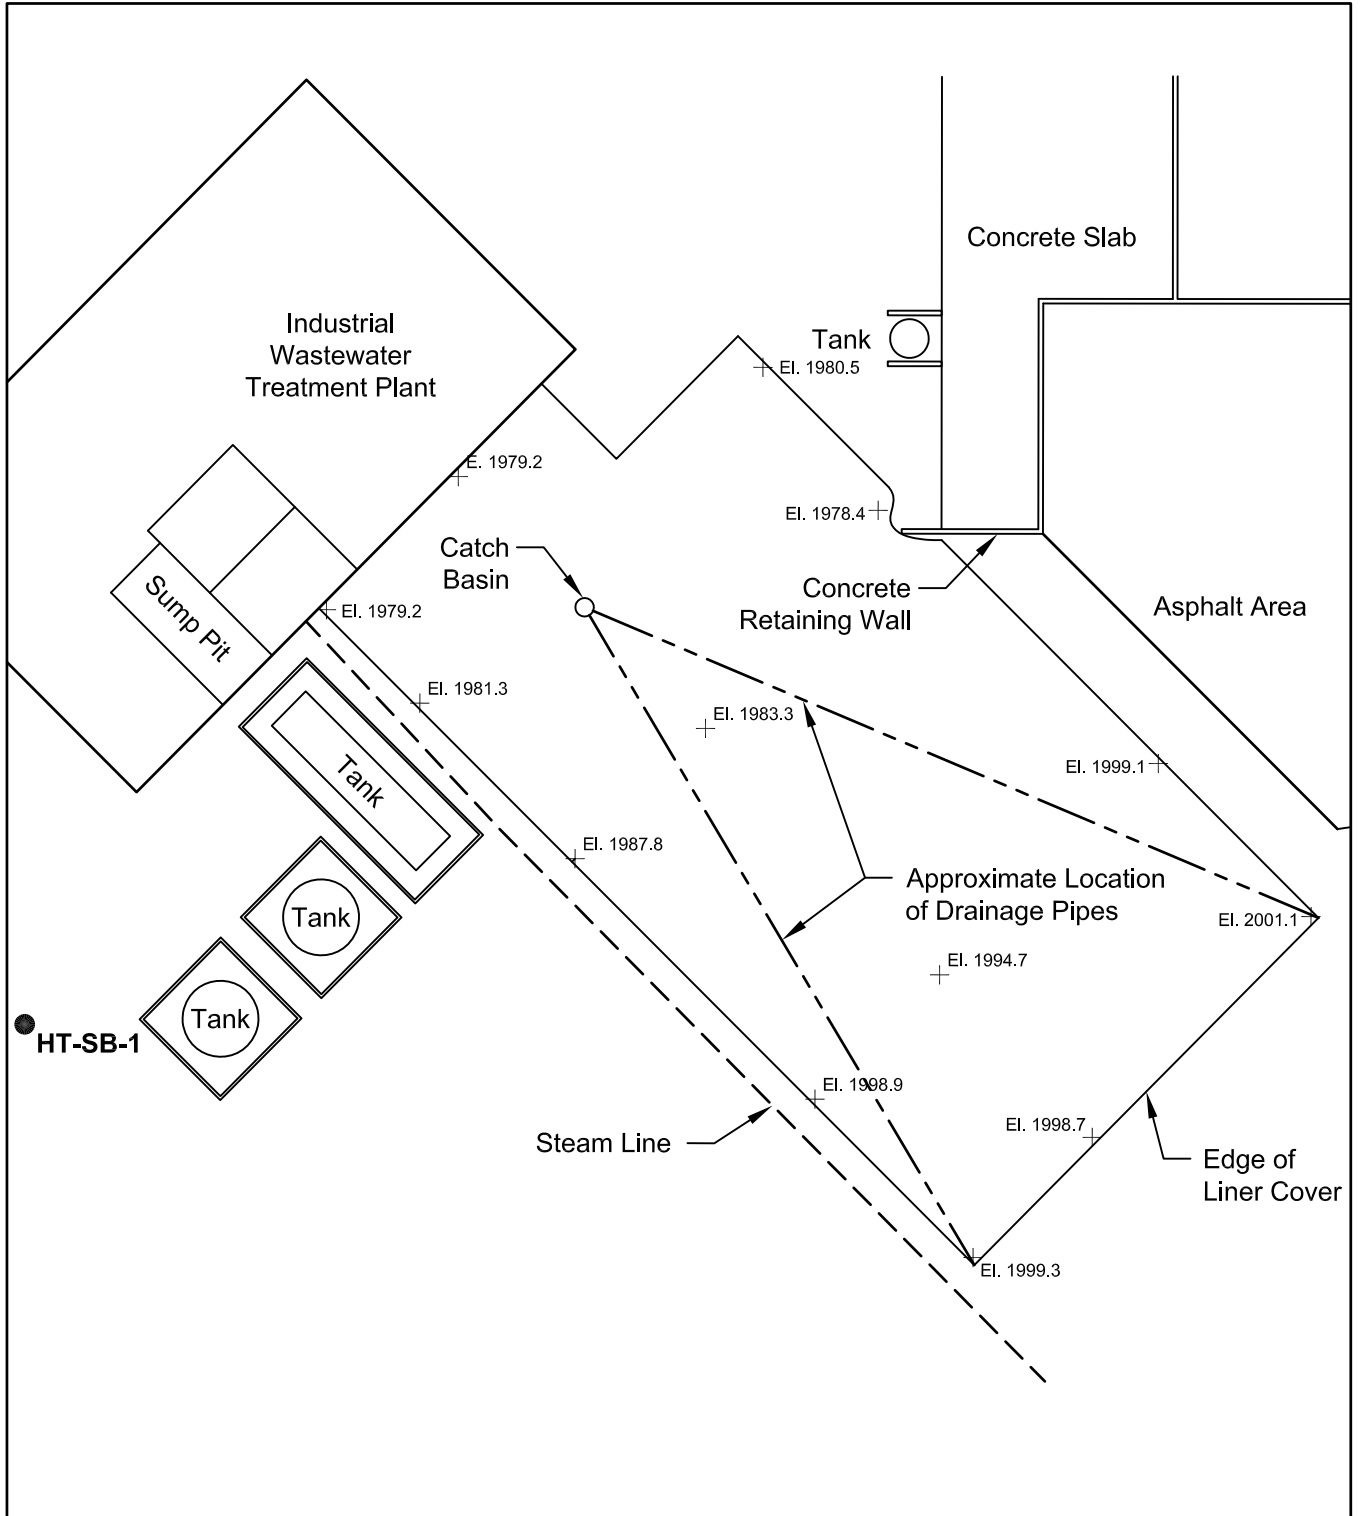 Concrete Slab
Industrial
Wastewater
Treatment Plant
Tank
El. 1980.5
E. 1979.2
El. 1978.4
Catch
Basin
Concrete
Retaining Wall
Asphalt Area
Sump Pit
El. 1979.2
El. 1981.3
El. 1983.3
El. 1999.1
Tank
El. 1987.8
Approximate Location
of Drainage Pipes
El. 2001.1
Tank
El. 1994.7
Tank
HT-SB-1
El. 1998.9
Steam Line
El. 1998.7
Edge of
Liner Cover
El. 1999.3